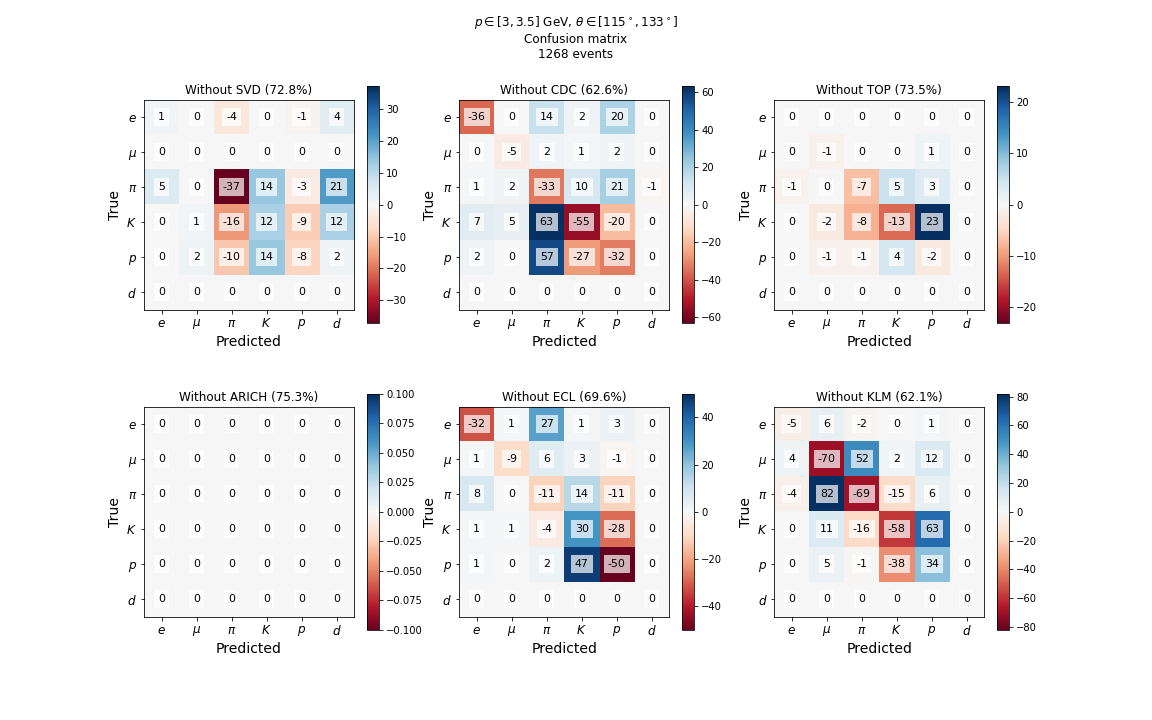 p ∈ [3, 3.5] GeV, θ ∈ [115°, 133°]
Confusion matrix
1268 events
Without SVD (72.8%)
e 1 0 -4 0 -1 4
μ 0 0 0 0 0 0
π 5 0 -37 14 -3 21
K 0 1 -16 12 -9 12
p 0 2 -10 14 -8 2
d 0 0 0 0 0 0
e μ π K p d
True
Predicted
30
20
10
0
−10
−20
−30
Without CDC (62.6%)
e -36 0 14 2 20 0
μ 0 -5 2 1 2 0
π 1 2 -33 10 21 -1
K 7 5 63 -55 -20 0
p 2 0 57 -27 -32 0
d 0 0 0 0 0 0
e μ π K p d
True
Predicted
60
40
20
0
−20
−40
−60
Without TOP (73.5%)
e 0 0 0 0 0 0
μ 0 -1 0 0 1 0
π -1 0 -7 5 3 0
K 0 -2 -8 -13 23 0
p 0 -1 -1 4 -2 0
d 0 0 0 0 0 0
e μ π K p d
True
Predicted
20
10
0
−10
−20
Without ARICH (75.3%)
e 0 0 0 0 0 0
μ 0 0 0 0 0 0
π 0 0 0 0 0 0
K 0 0 0 0 0 0
p 0 0 0 0 0 0
d 0 0 0 0 0 0
e μ π K p d
True
Predicted
0.100
0.075
0.050
0.025
0.000
−0.025
−0.050
−0.075
−0.100
Without ECL (69.6%)
e -32 1 27 1 3 0
μ 1 -9 6 3 -1 0
π 8 0 -11 14 -11 0
K 1 1 -4 30 -28 0
p 1 0 2 47 -50 0
d 0 0 0 0 0 0
e μ π K p d
True
Predicted
40
20
0
−20
−40
Without KLM (62.1%)
e -5 6 -2 0 1 0
μ 4 -70 52 2 12 0
π -4 82 -69 -15 6 0
K 0 11 -16 -58 63 0
p 0 5 -1 -38 34 0
d 0 0 0 0 0 0
e μ π K p d
True
Predicted
80
60
40
20
0
−20
−40
−60
−80